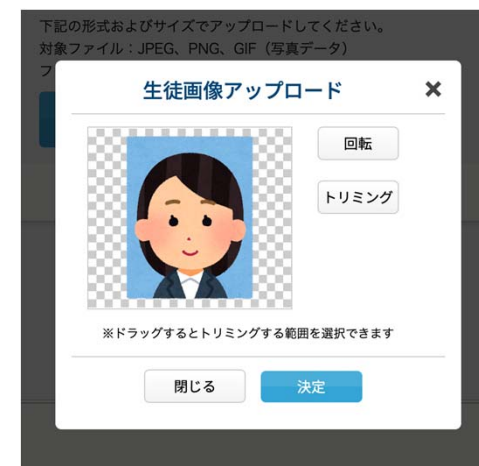 下記の形式およびサイズでアップロードしてください。
対象ファイル：JPEG、PNG、GIF（写真データ）
フ
生徒画像アップロード
回転
トリミング
※ドラッグするとトリミングする範囲を選択できます
閉じる
決定